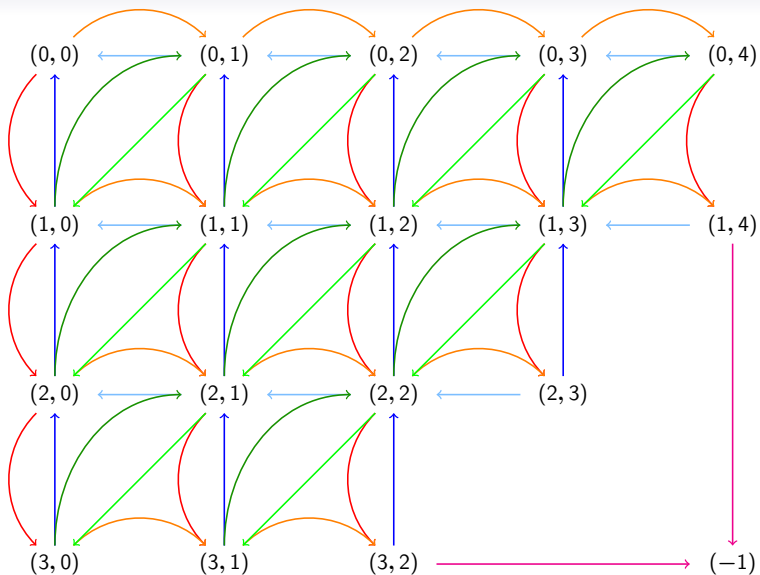 (0, 0) (0, 1) (0, 2) (0, 3) (0, 4)
(1, 0) (1, 1) (1, 2) (1, 3) (1, 4)
(2, 0) (2, 1) (2, 2) (2, 3)
(3, 0) (3, 1) (3, 2) (−1)